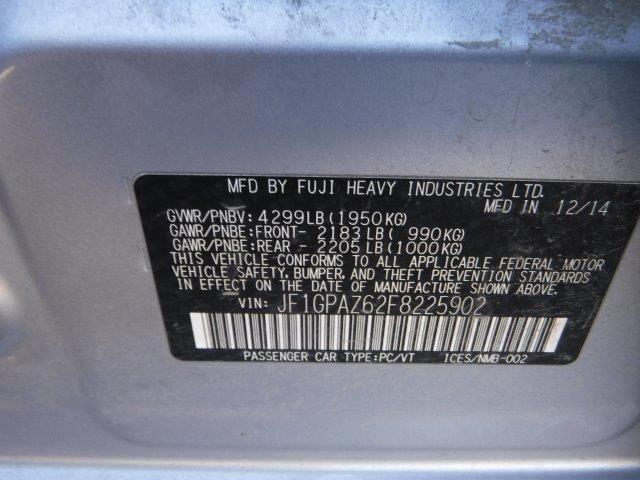 MFD BY FUJI HEAVY INDUSTRIES LTD.
MFD IN 12/14
GVWR/PNBV: 4299LB(1950KG)
GAWR/PNBE:FRONT- 2183LB( 990KG)
GAWR/PNBE:REAR - 2205LB(1000KG)
THIS VEHICLE CONFORMS TO ALL APPLICABLE FEDERAL MOTOR
VEHICLE SAFETY, BUMPER, AND THEFT PREVENTION STANDARDS
IN EFFECT ON THE DATE OF MANUFACTURE SHOWN ABOVE.
VIN: JF1GPAZ62F8225902
PASSENGER CAR TYPE:PC/VT ICES/NMB-002